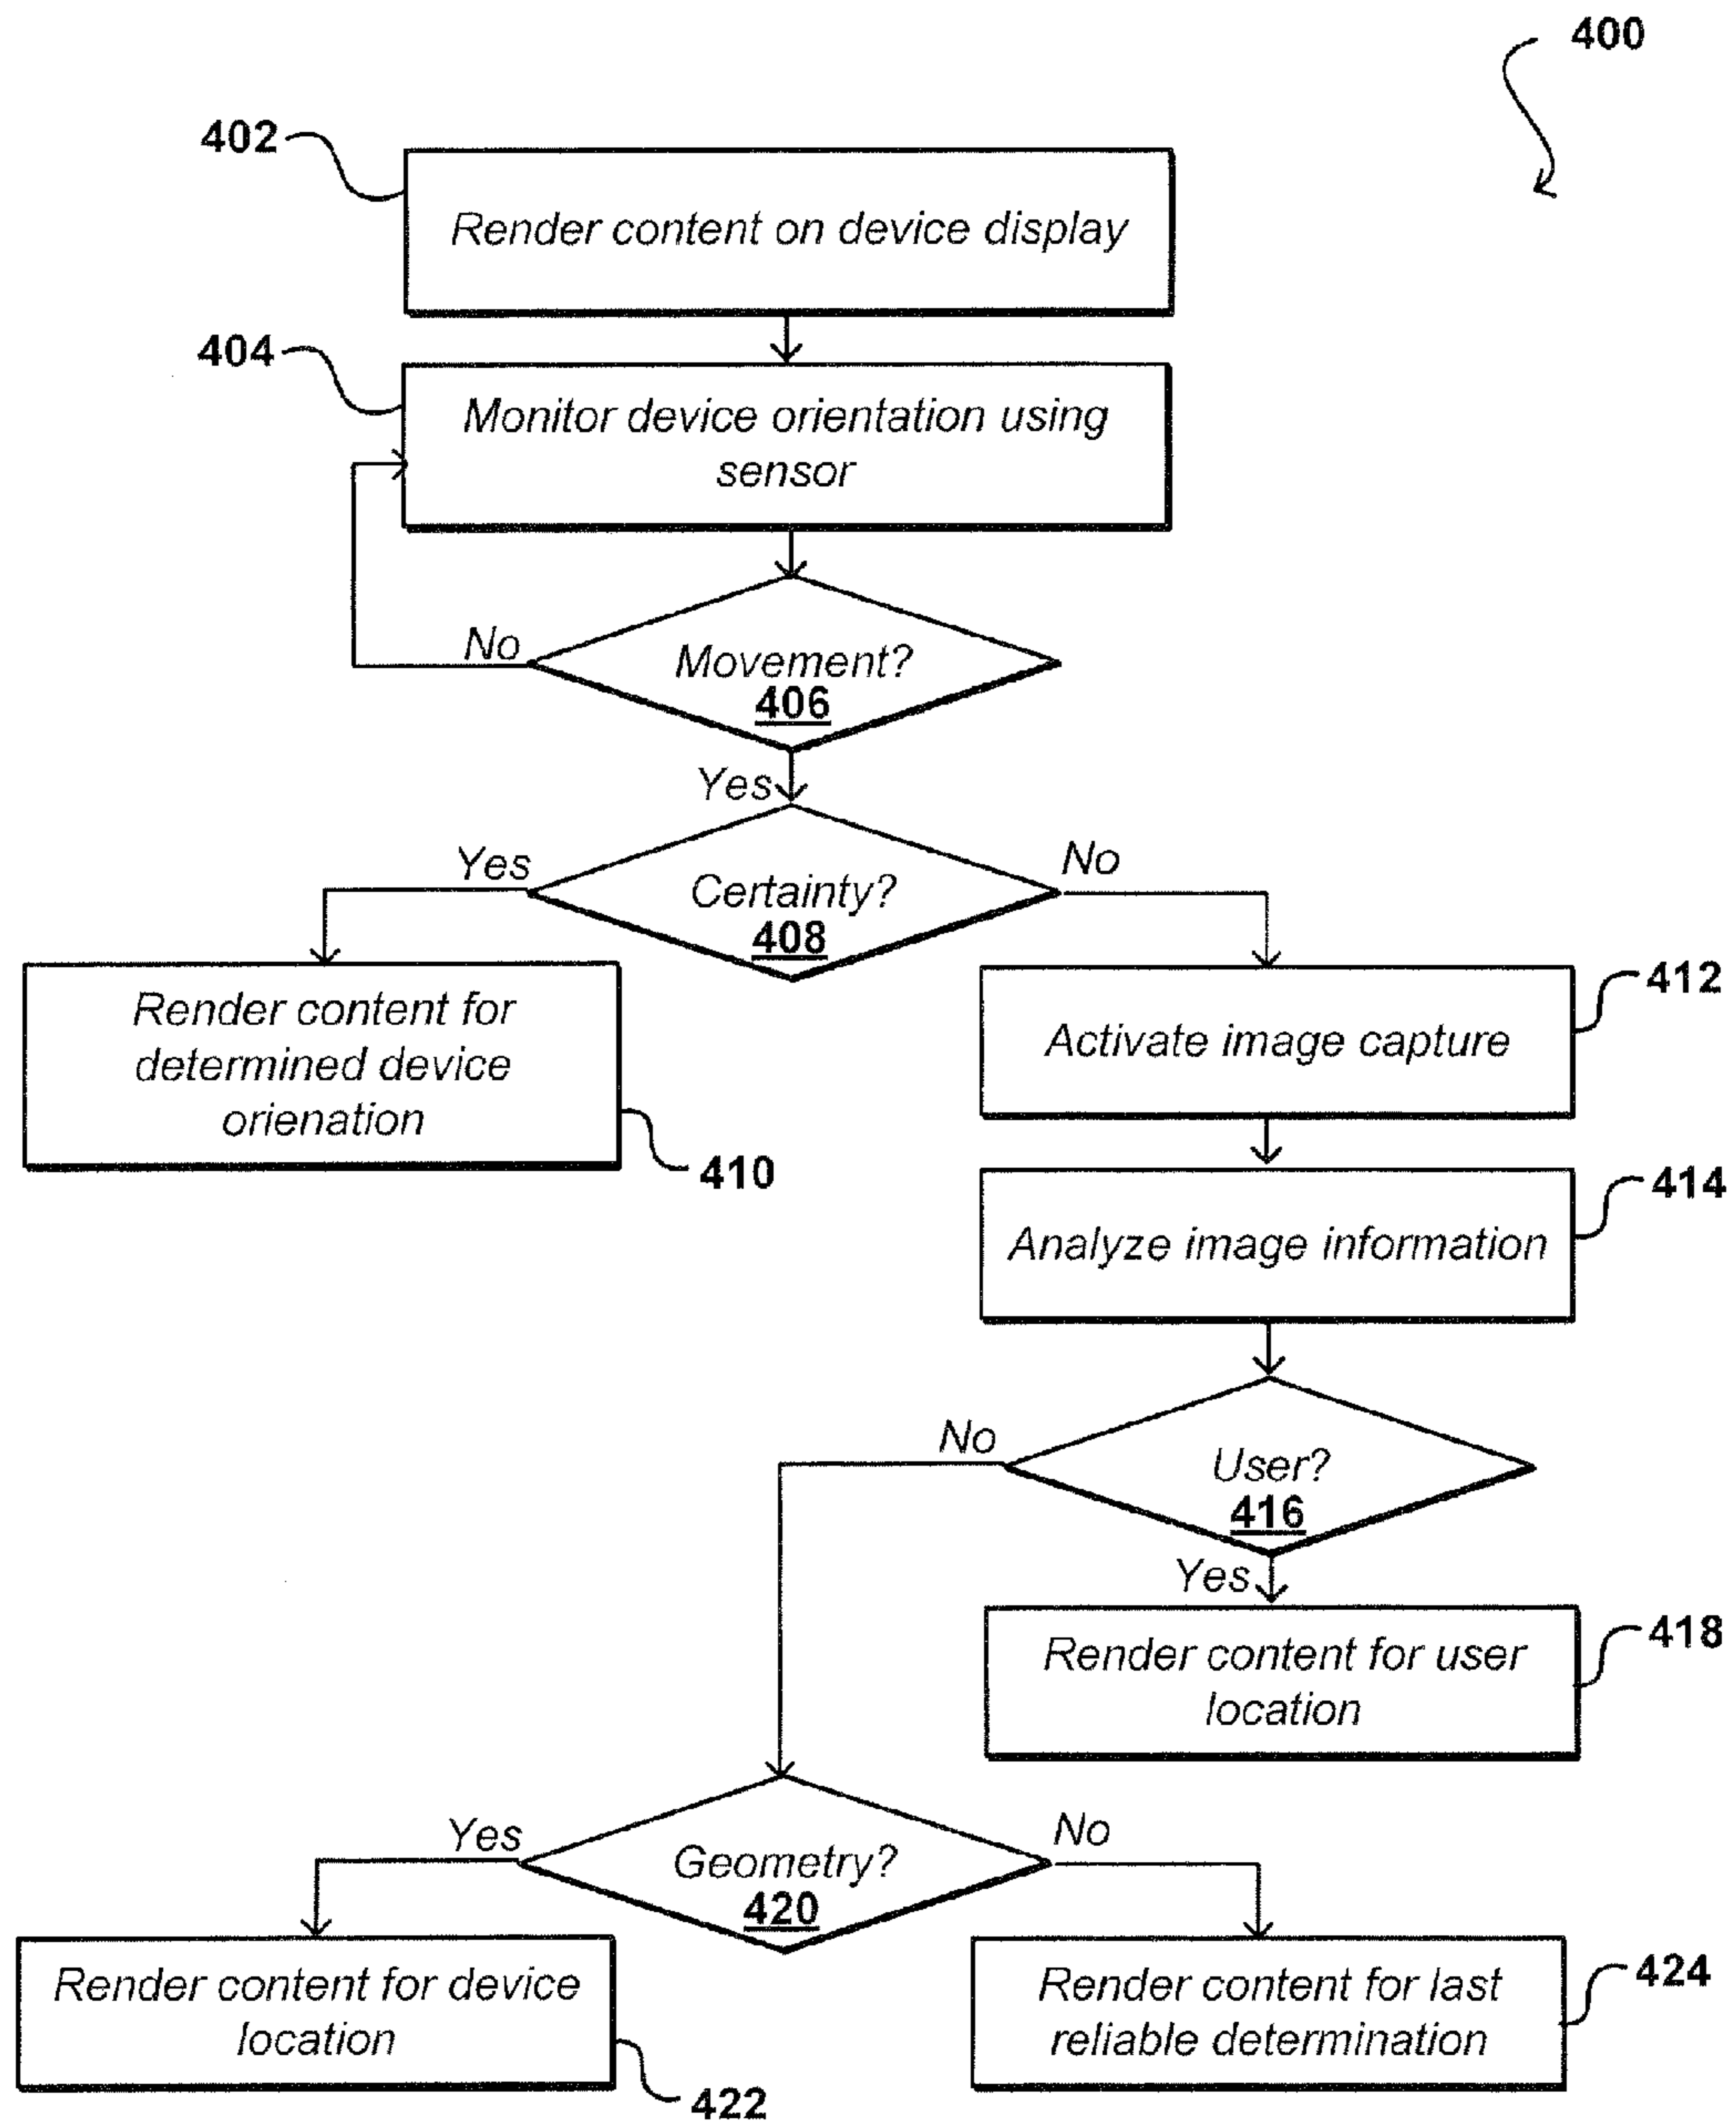 400
402
Render content on device display
404
Monitor device orientation using
sensor
No
Movement?
406
Yes
Yes
No
Certainty?
408
Render content for
determined device
orienation
410
412
Activate image capture
414
Analyze image information
No
User?
416
Yes
418
Render content for user
location
Yes
No
Geometry?
420
Render content for device
location
422
Render content for last
reliable determination
424